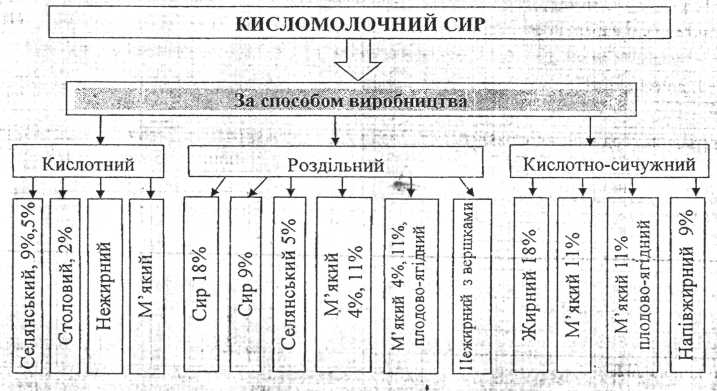 КИСЛОМОЛОЧНИЙ СИР
За способом виробництва
Кислотний
Роздільний
Кислотно-сичужний
Селянський, 9%,5%
Столовий, 2%
Нежирний
М’який
Сир 18%
Сир 9%
Селянський 5%
М’який
4%, 11%
М’який 4%, 11%,
плодово-ягідний
Нежирний з вершками
Жирний 18%
М’який 11%
М’який 11%
плодово-ягідний
Напівжирний 9%